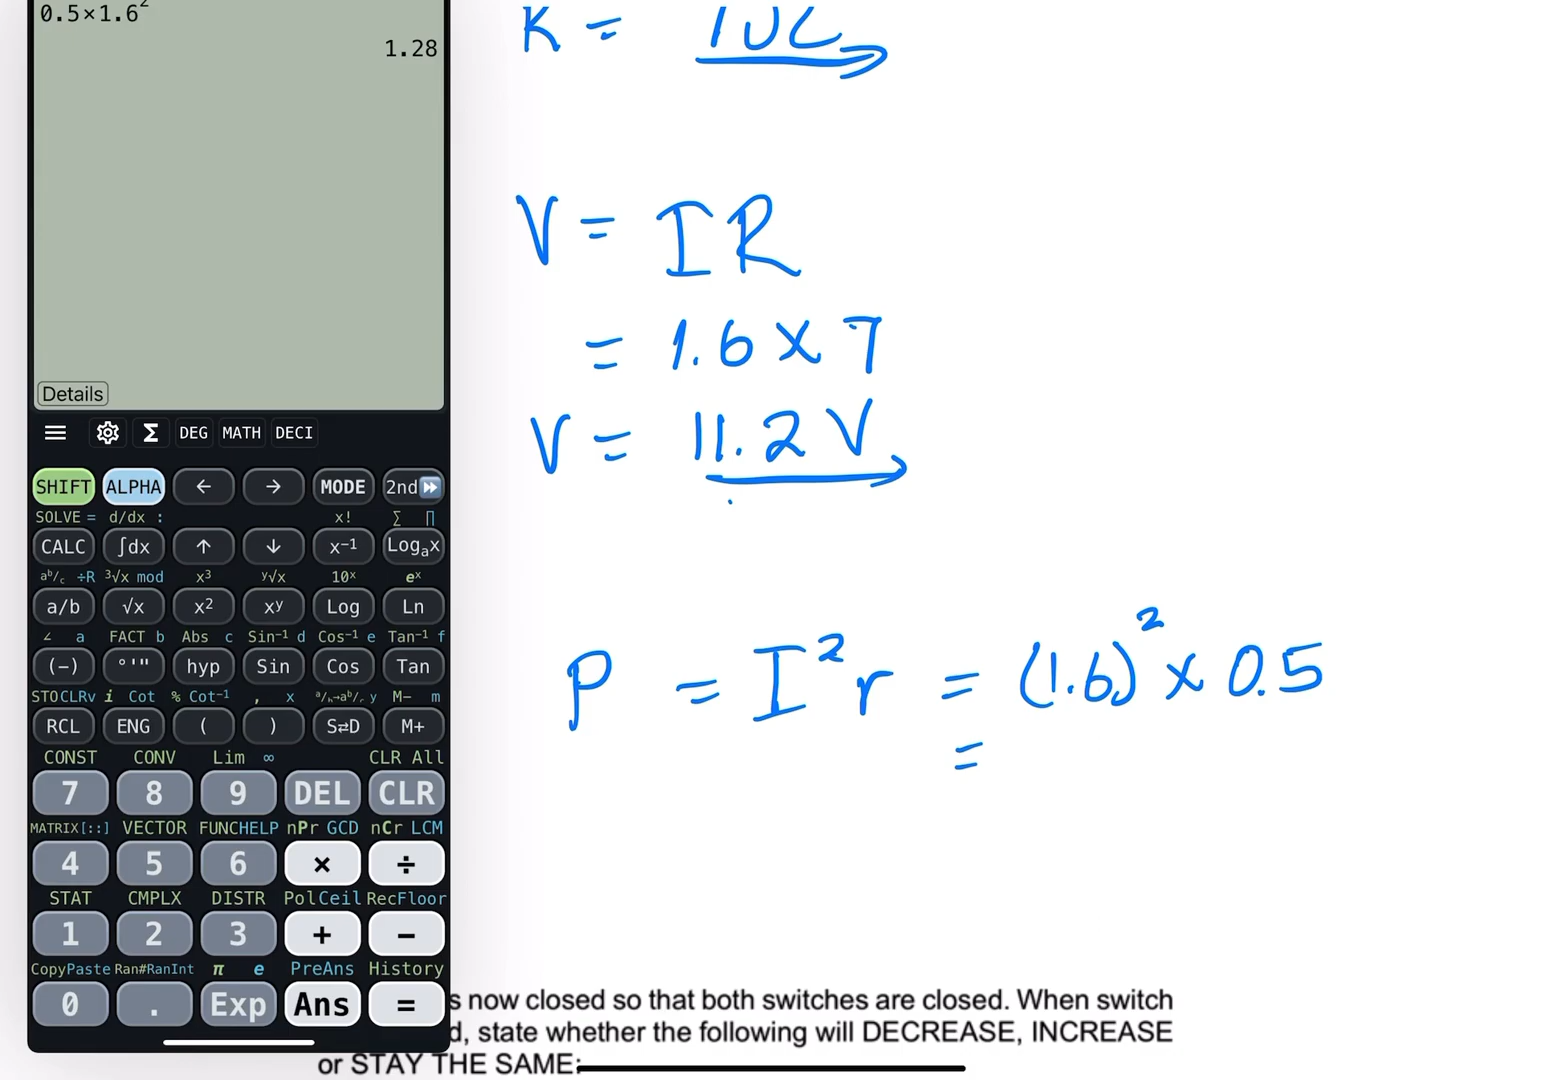 0.5×1.6²
1.28
Details
DEG MATH DECI
SHIFT ALPHA ← → MODE 2nd
SOLVE = d/dx : x! ∑ ∏
CALC ∫dx ↑ ↓ x⁻¹ Logₐx
aᵇ/c ÷R ³√x mod x³ ʸ√x 10ˣ eˣ
a/b √x x² xʸ Log Ln
∠ a FACT b Abs c Sin⁻¹ d Cos⁻¹ e Tan⁻¹ f
(−) °'" hyp Sin Cos Tan
STO CLRv i Cot % Cot⁻¹ , x y M− m
RCL ENG ( ) S⇄D M+
CONST CONV Lim ∞ CLR All
7 8 9 DEL CLR
MATRIX[::] VECTOR FUNC HELP nPr GCD nCr LCM
4 5 6 × ÷
STAT CMPLX DISTR Pol Ceil Rec Floor
1 2 3 + −
Copy Paste Ran# RanInt π e PreAns History
0 . Exp Ans =
V = IR
= 1.6 × 7
V = 11.2 V
P = I²r = (1.6)² × 0.5
=
s now closed so that both switches are closed. When switch
d, state whether the following will DECREASE, INCREASE
or STAY THE SAME: